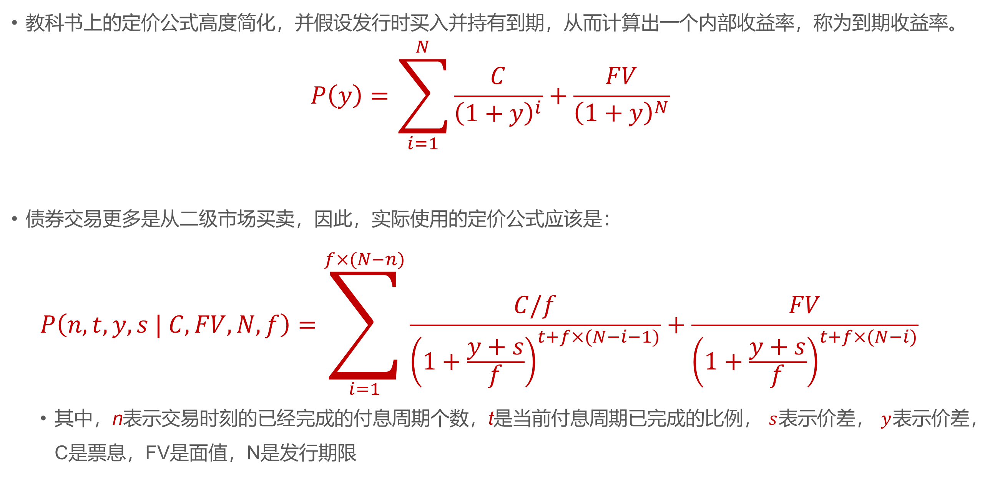 • 教科书上的定价公式高度简化，并假设发行时买入并持有到期，从而计算出一个内部收益率，称为到期收益率。
P(y) = \sum_{i=1}^{N} \frac{C}{(1+y)^i} + \frac{FV}{(1+y)^N}
• 债券交易更多是从二级市场买卖，因此，实际使用的定价公式应该是：
P(n,t,y,s | C,FV,N,f) = \sum_{i=1}^{f×(N−n)} \frac{C/f}{\left(1+\frac{y+s}{f}\right)^{t+f×(N−i−1)}} + \frac{FV}{\left(1+\frac{y+s}{f}\right)^{t+f×(N−i)}}
• 其中，n表示交易时刻的已经完成的付息周期个数，t是当前付息周期已完成的比例，s表示价差，y表示价差，
C是票息，FV是面值，N是发行期限